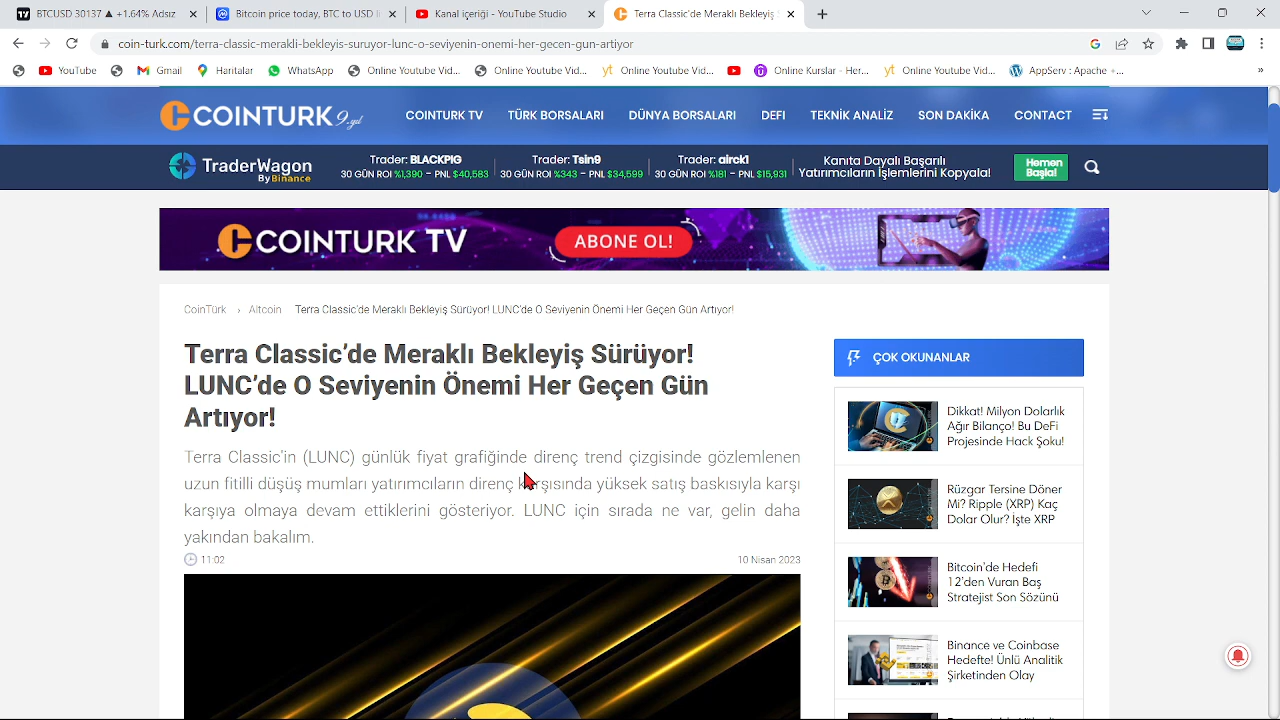 BTCUSD 30137 ▲ +1.64% Adsız
Bitcoin price today, BTC to USD li
Kanal içeriği - YouTube Studio
Terra Classic'de Meraklı Bekleyiş S
coin-turk.com/terra-classic-merakli-bekleyis-suruyor-lunc-o-seviyenin-onemi-her-gecen-gun-artiyor
YouTube
Gmail
Haritalar
WhatsApp
Online Youtube Vid...
Online Youtube Vid...
Online Youtube Vid...
Online Kurslar - Her...
Online Youtube Vid...
AppServ : Apache +...
COINTURK 9.yıl
COINTURK TV
TÜRK BORSALARI
DÜNYA BORSALARI
DEFI
TEKNİK ANALİZ
SON DAKİKA
CONTACT
TraderWagon
By Binance
Trader: BLACKPIG
30 GÜN ROI %1,390 - PNL $40,583
Trader: Tsin9
30 GÜN ROI %343 - PNL $34,599
Trader: airck1
30 GÜN ROI %181 - PNL $15,931
Kanıta Dayalı Başarılı
Yatırımcıların İşlemlerini Kopyala!
Hemen
Başla!
COINTURK TV
ABONE OL!
CoinTürk › Altcoin Terra Classic'de Meraklı Bekleyiş Sürüyor! LUNC'de O Seviyenin Önemi Her Geçen Gün Artıyor!
Terra Classic’de Meraklı Bekleyiş Sürüyor!
LUNC’de O Seviyenin Önemi Her Geçen Gün
Artıyor!
Terra Classic'in (LUNC) günlük fiyat grafiğinde direnç trend çizgisinde gözlemlenen
uzun fitilli düşüş mumları yatırımcıların direnç karşısında yüksek satış baskısıyla karşı
karşıya olmaya devam ettiklerini gösteriyor. LUNC için sırada ne var, gelin daha
yakından bakalım.
11:02
10 Nisan 2023
ÇOK OKUNANLAR
Dikkat! Milyon Dolarlık
Ağır Bilanço! Bu DeFi
Projesinde Hack Şoku!
Rüzgar Tersine Döner
Mi? Ripple (XRP) Kaç
Dolar Olur? İşte XRP
Bitcoin'de Hedefi
12'den Vuran Baş
Stratejist Son Sözünü
Binance ve Coinbase
Hedefte! Ünlü Analitik
Şirketinden Olay